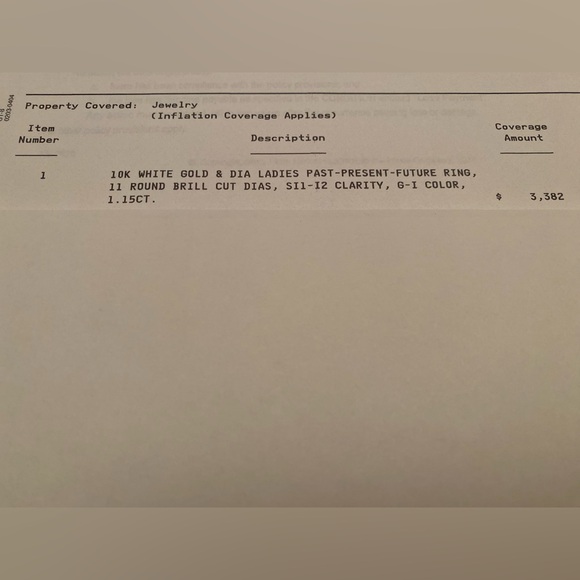 Property Covered: Jewelry
(Inflation Coverage Applies)
Item Number
Description
Coverage Amount
1
10K WHITE GOLD & DIA LADIES PAST-PRESENT-FUTURE RING,
11 ROUND BRILL CUT DIAS, SI1-I2 CLARITY, G-I COLOR,
1.15CT.
$ 3,382